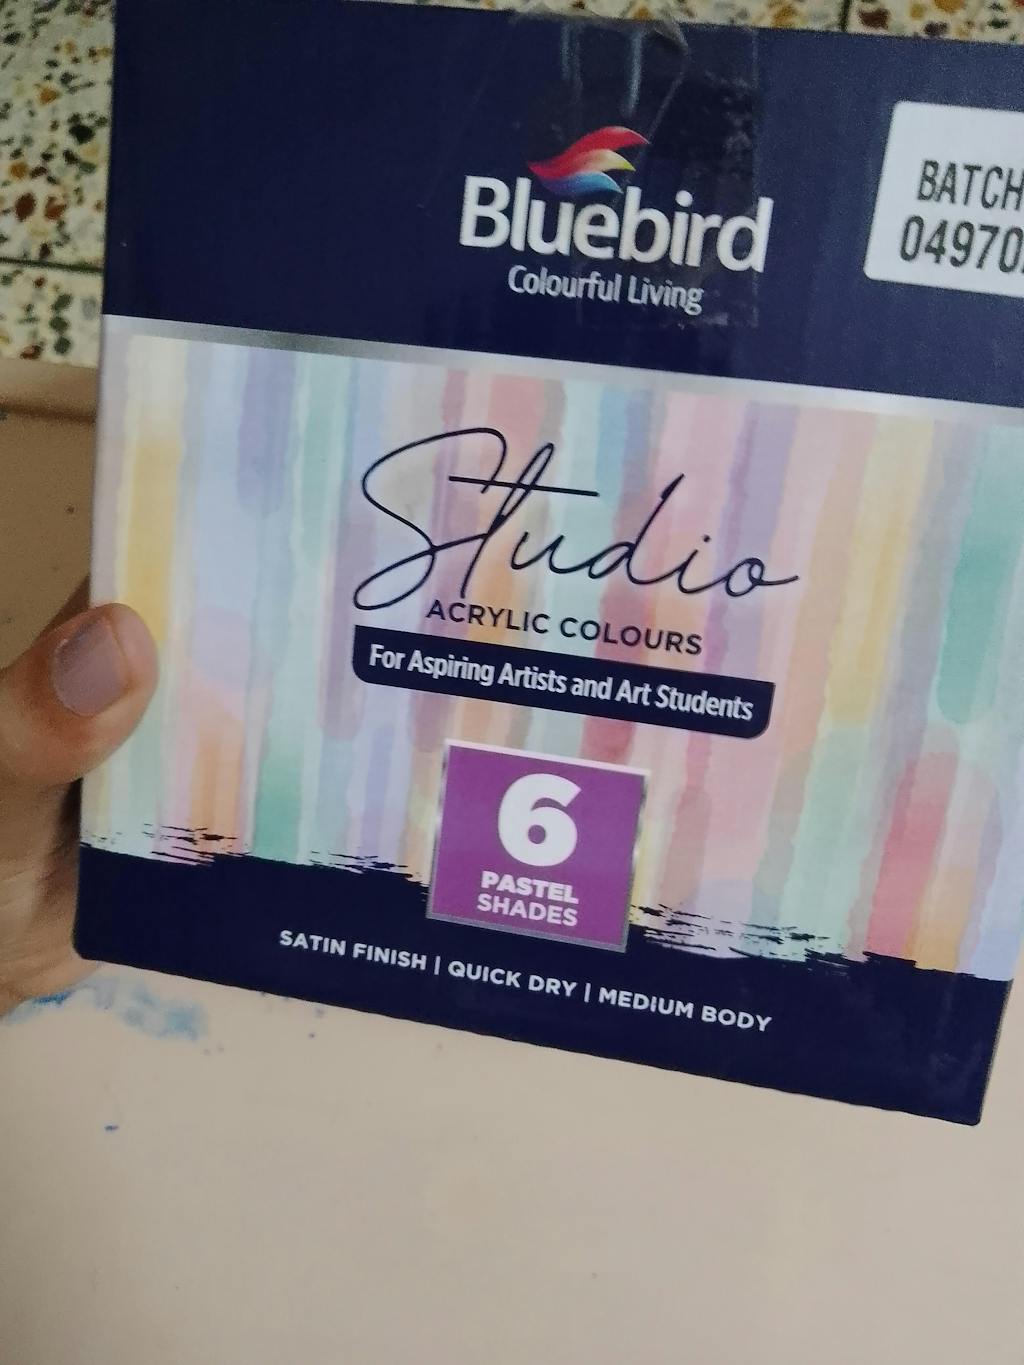 Bluebird
Colourful Living
BATCH
04970
Studio
ACRYLIC COLOURS
For Aspiring Artists and Art Students
6
PASTEL
SHADES
SATIN FINISH | QUICK DRY | MEDIUM BODY